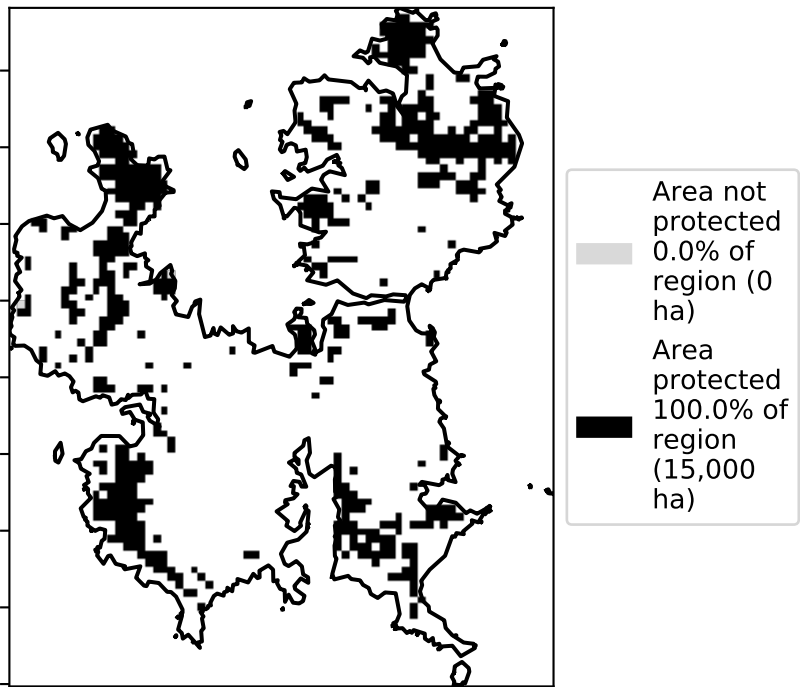 Area not
protected
0.0% of
region (0
ha)
Area
protected
100.0% of
region
(15,000
ha)